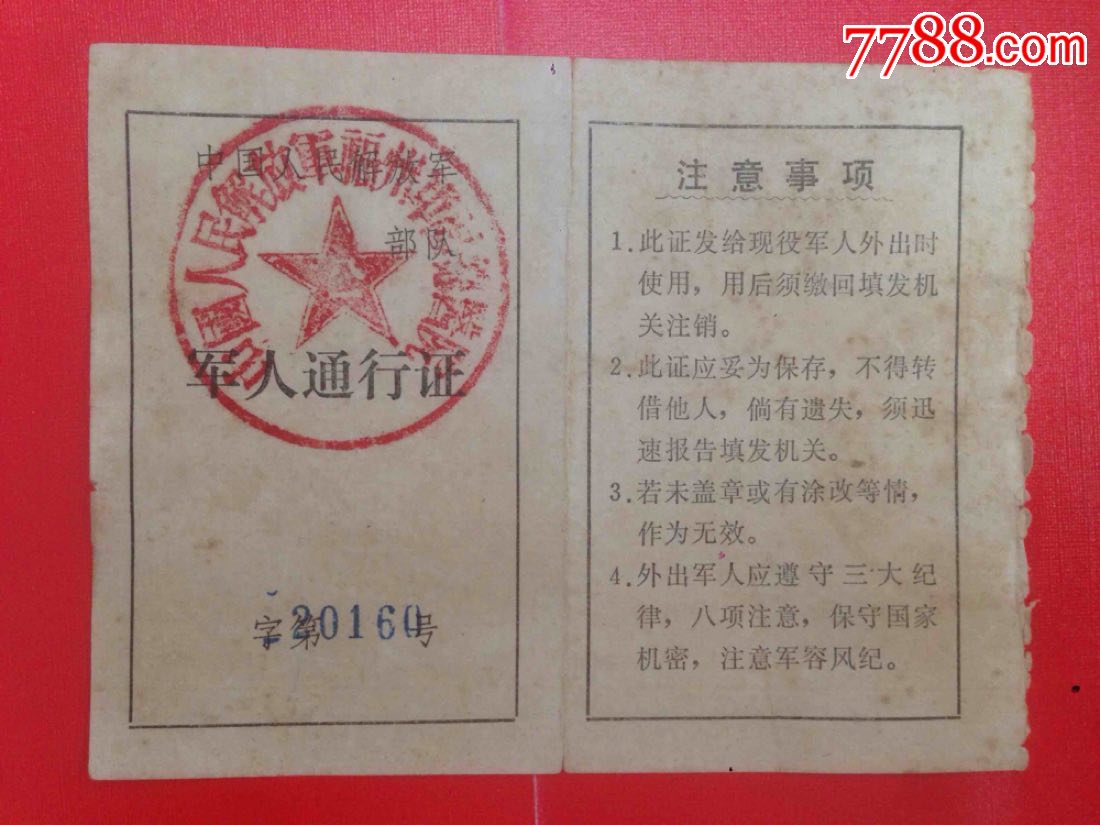 7788.com
中国人民解放军
部队
军人通行证
字第20160号
注意事项
1.此证发给现役军人外出时
使用，用后须缴回填发机
关注销。
2.此证应妥为保存，不得转
借他人，倘有遗失，须迅
速报告填发机关。
3.若未盖章或有涂改等情，
作为无效。
4.外出军人应遵守三大纪
律，八项注意，保守国家
机密，注意军容风纪。